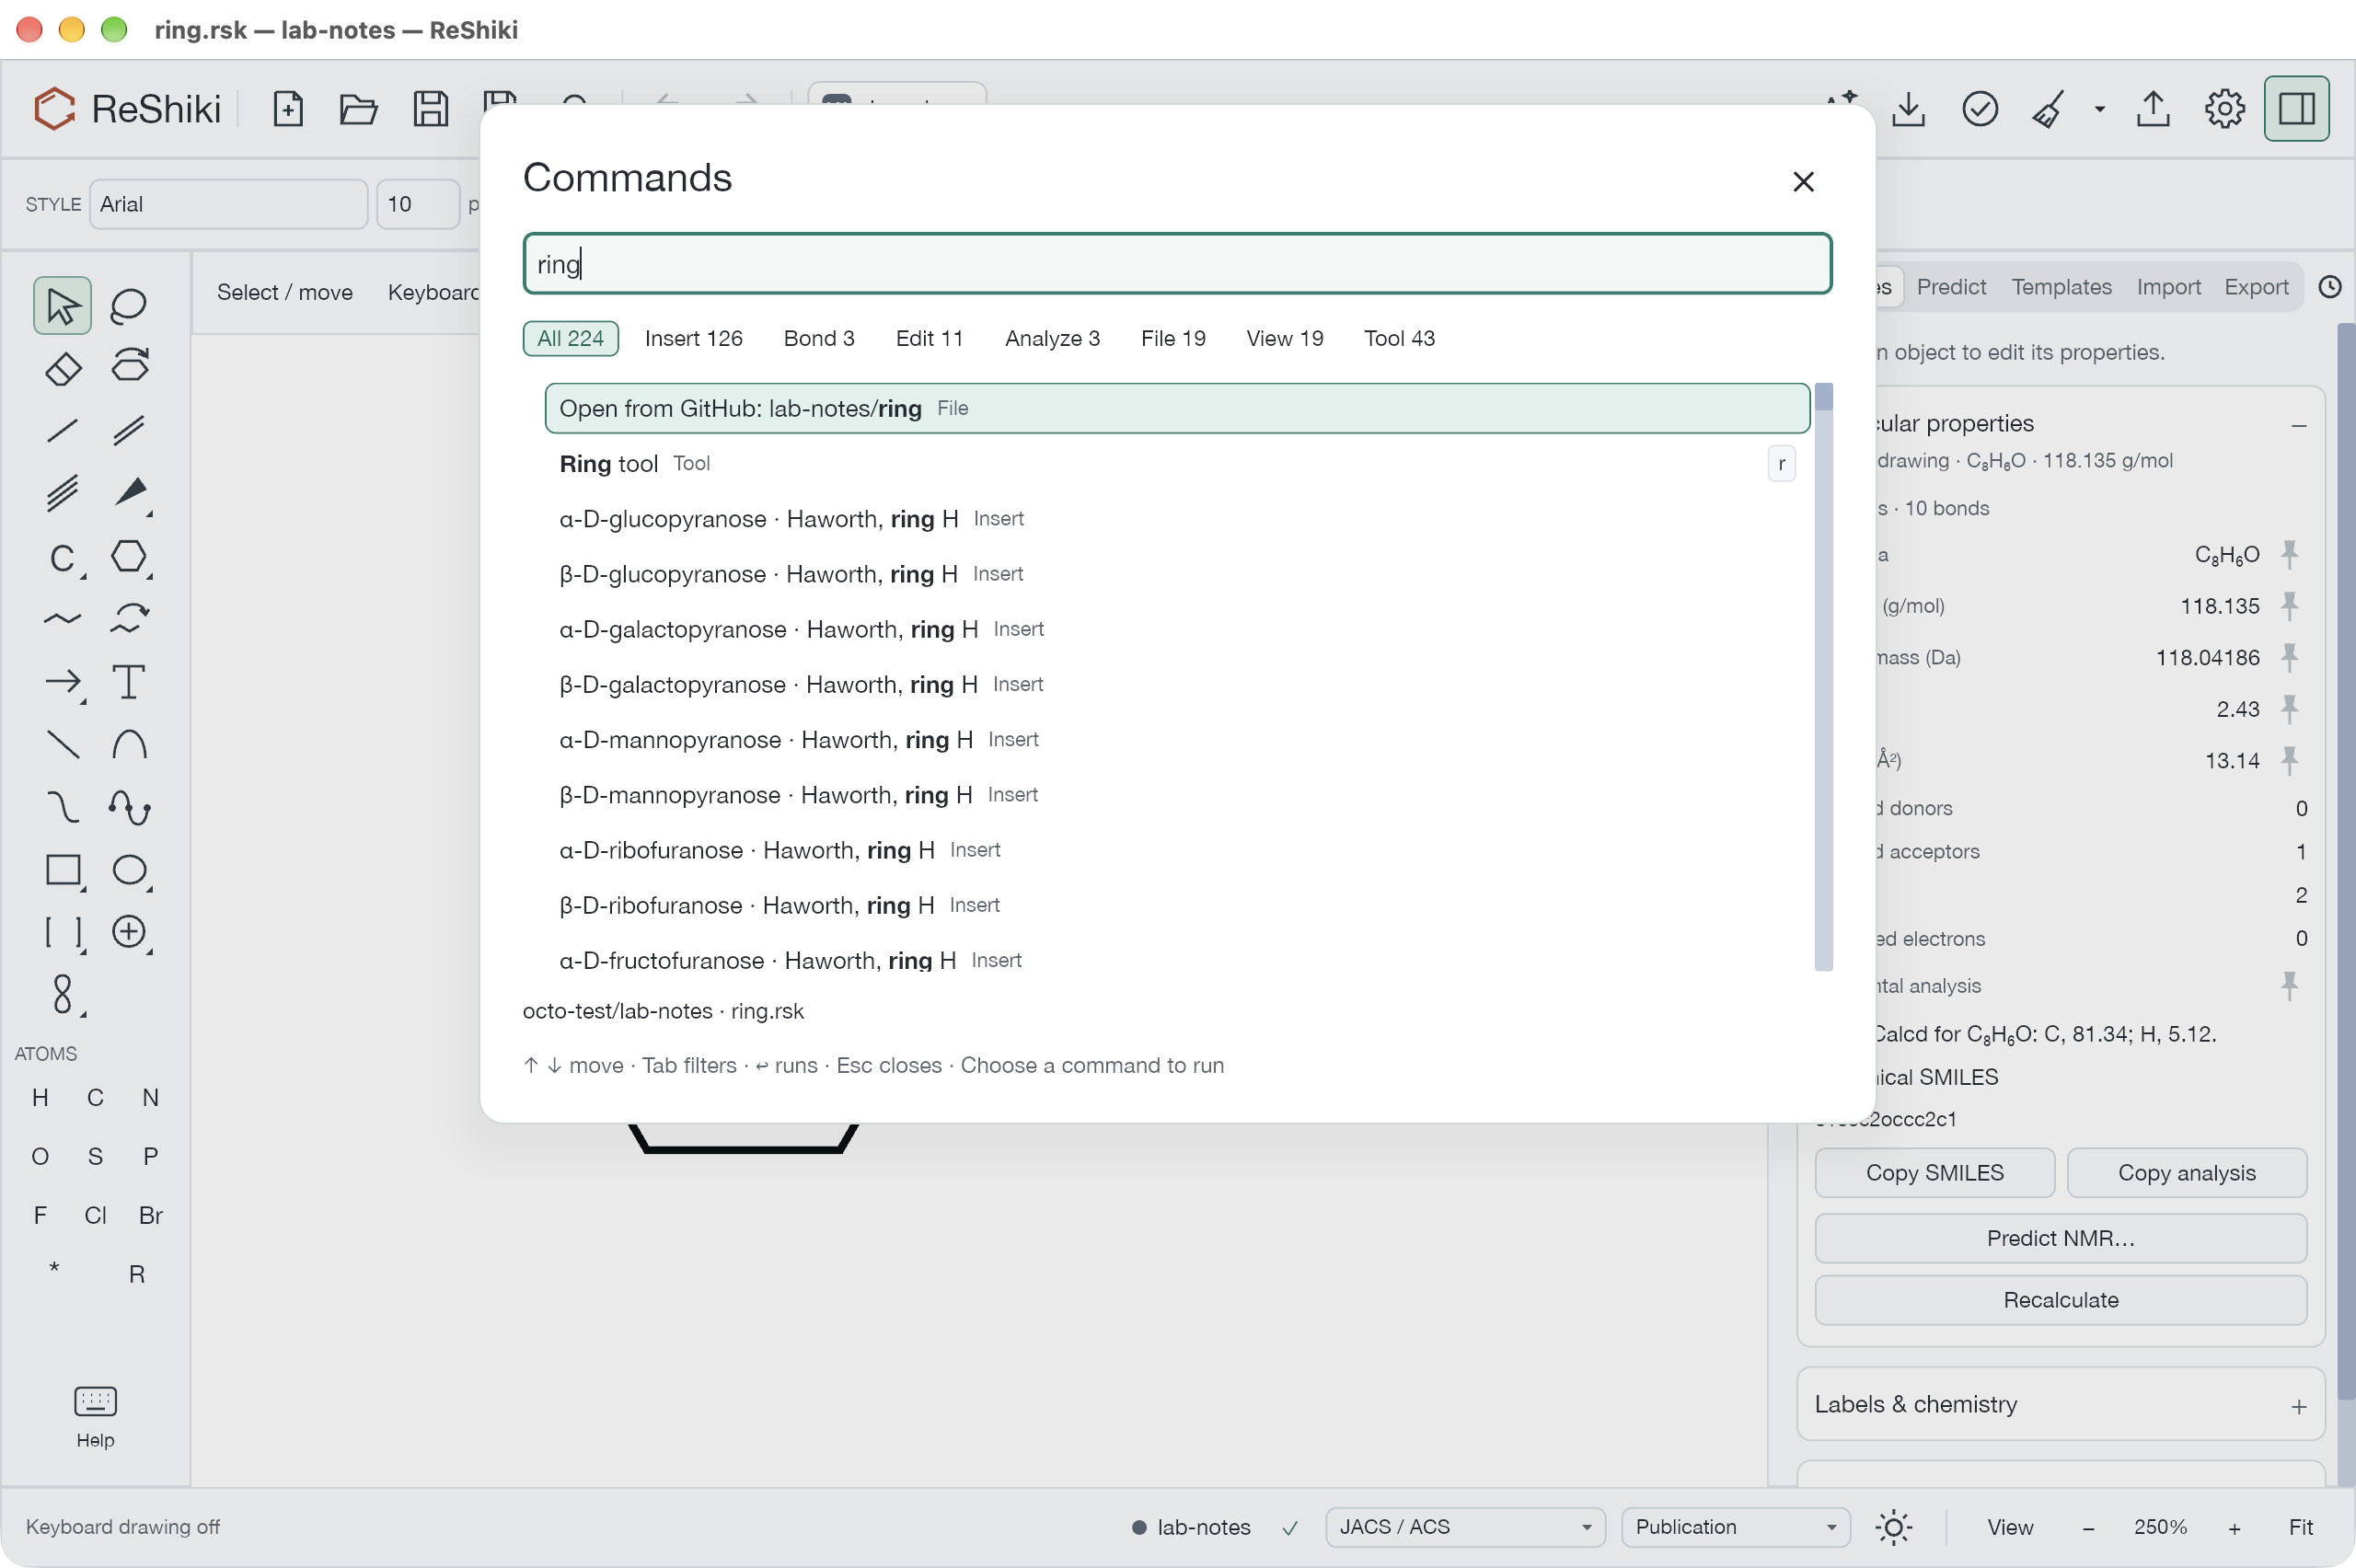 ring.rsk — lab-notes — ReShiki
ReShiki
STYLE Arial 10
Select / move
Commands
ring
All 224 Insert 126 Bond 3 Edit 11 Analyze 3 File 19 View 19 Tool 43
Open from GitHub: lab-notes/ring File
Ring tool Tool r
α-D-glucopyranose · Haworth, ring H Insert
β-D-glucopyranose · Haworth, ring H Insert
α-D-galactopyranose · Haworth, ring H Insert
β-D-galactopyranose · Haworth, ring H Insert
α-D-mannopyranose · Haworth, ring H Insert
β-D-mannopyranose · Haworth, ring H Insert
α-D-ribofuranose · Haworth, ring H Insert
β-D-ribofuranose · Haworth, ring H Insert
α-D-fructofuranose · Haworth, ring H Insert
octo-test/lab-notes · ring.rsk
↑ ↓ move · Tab filters · ↩ runs · Esc closes · Choose a command to run
Predict Templates Import Export
object to edit its properties.
properties
drawing · C₈H₆O · 118.135 g/mol
· 10 bonds
C₈H₆O
(g/mol) 118.135
mass (Da) 118.04186
2.43
Å²) 13.14
donors 0
acceptors 1
2
electrons 0
analysis
Calcd for C₈H₆O: C, 81.34; H, 5.12.
SMILES
Copy SMILES Copy analysis
Predict NMR…
Recalculate
Labels & chemistry
C
T
[ ]
ATOMS
H C N
O S P
F Cl Br
* R
Help
Keyboard drawing off
lab-notes ✓ JACS / ACS Publication View − 250% + Fit